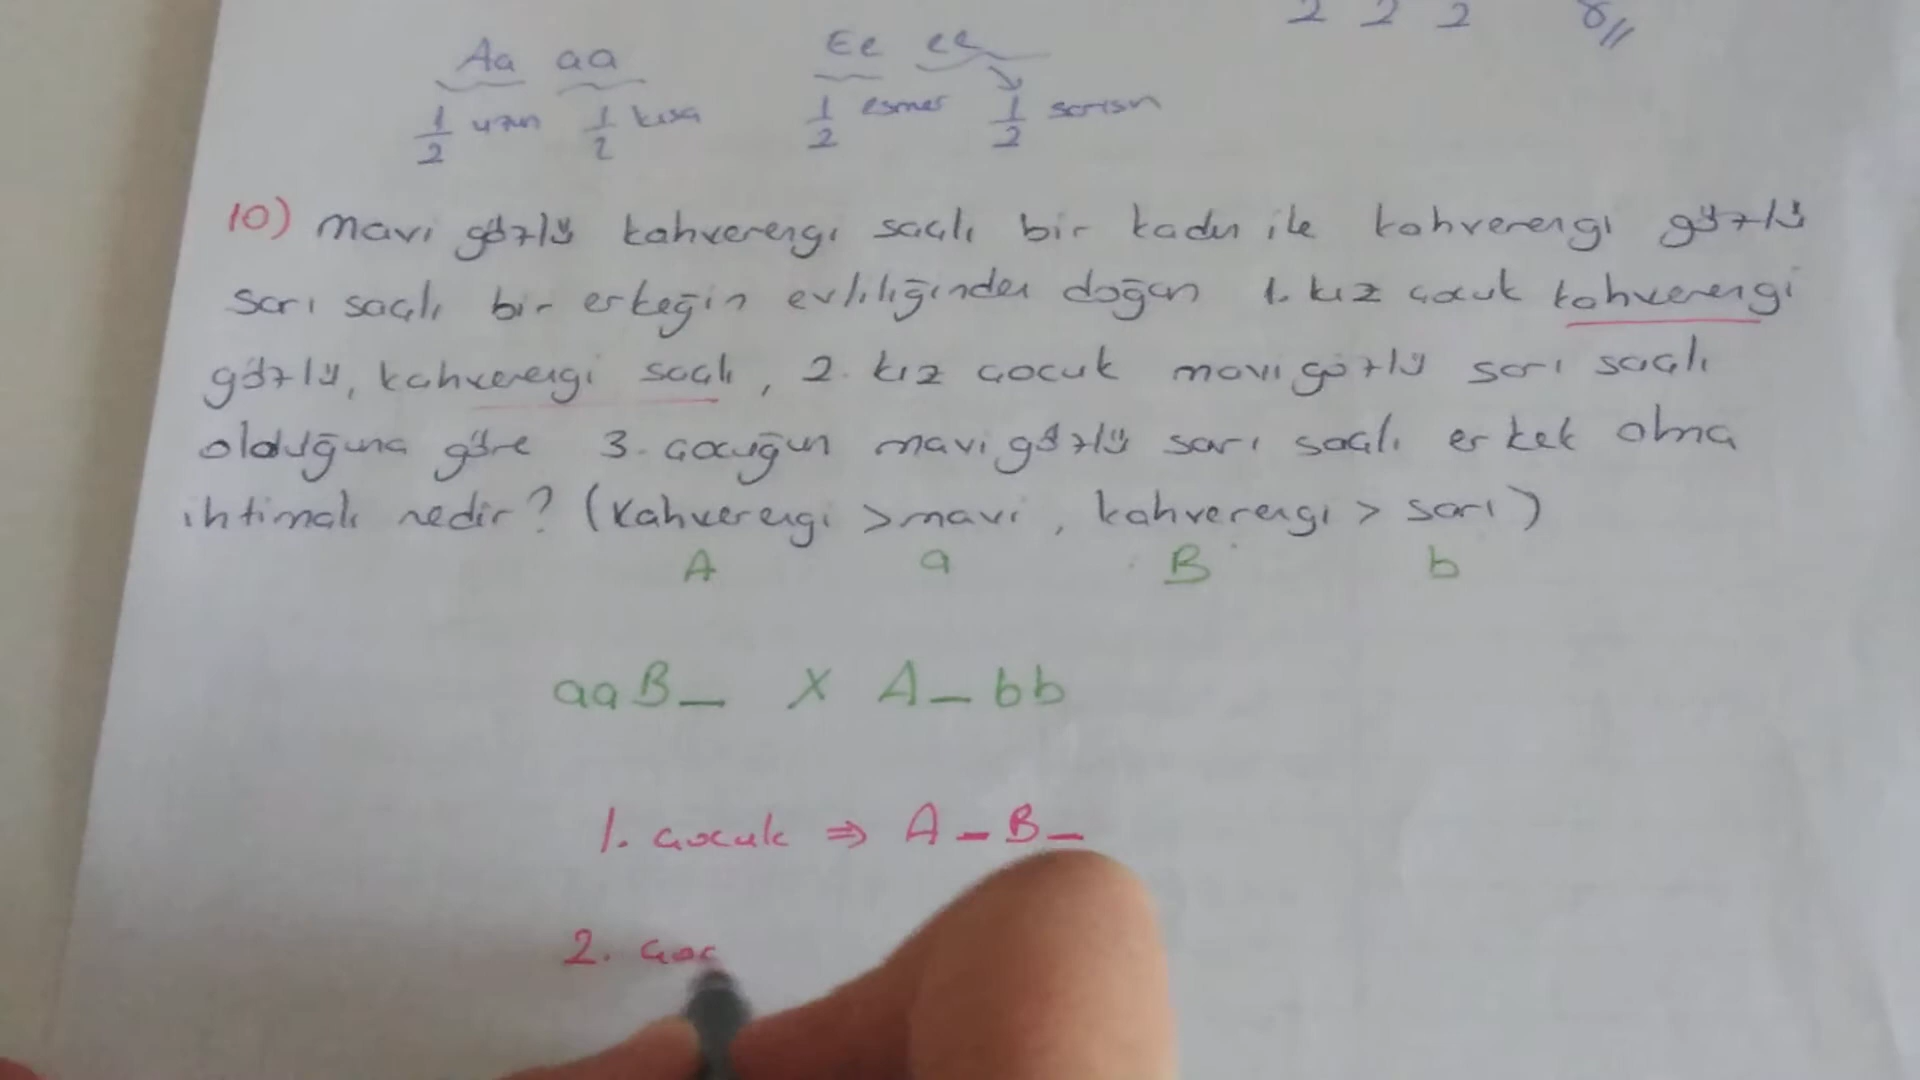 2 2 2 8//
Aa aa Ee ee
1/2 uzun 1/2 kısa 1/2 esmer 1/2 sarışın
10) Mavi gözlü kahverengi saçlı bir kadın ile kahverengi gözlü
sarı saçlı bir erkeğin evliliğinden doğan 1. kız çocuk kahverengi
gözlü, kahverengi saçlı, 2. kız çocuk mavi gözlü sarı saçlı
olduğuna göre 3. çocuğun mavi gözlü sarı saçlı erkek olma
ihtimali nedir? (Kahverengi > mavi, kahverengi > sarı)
A a B b
aaB_ X A_bb
1. çocuk ⇒ A_B_
2. çoc